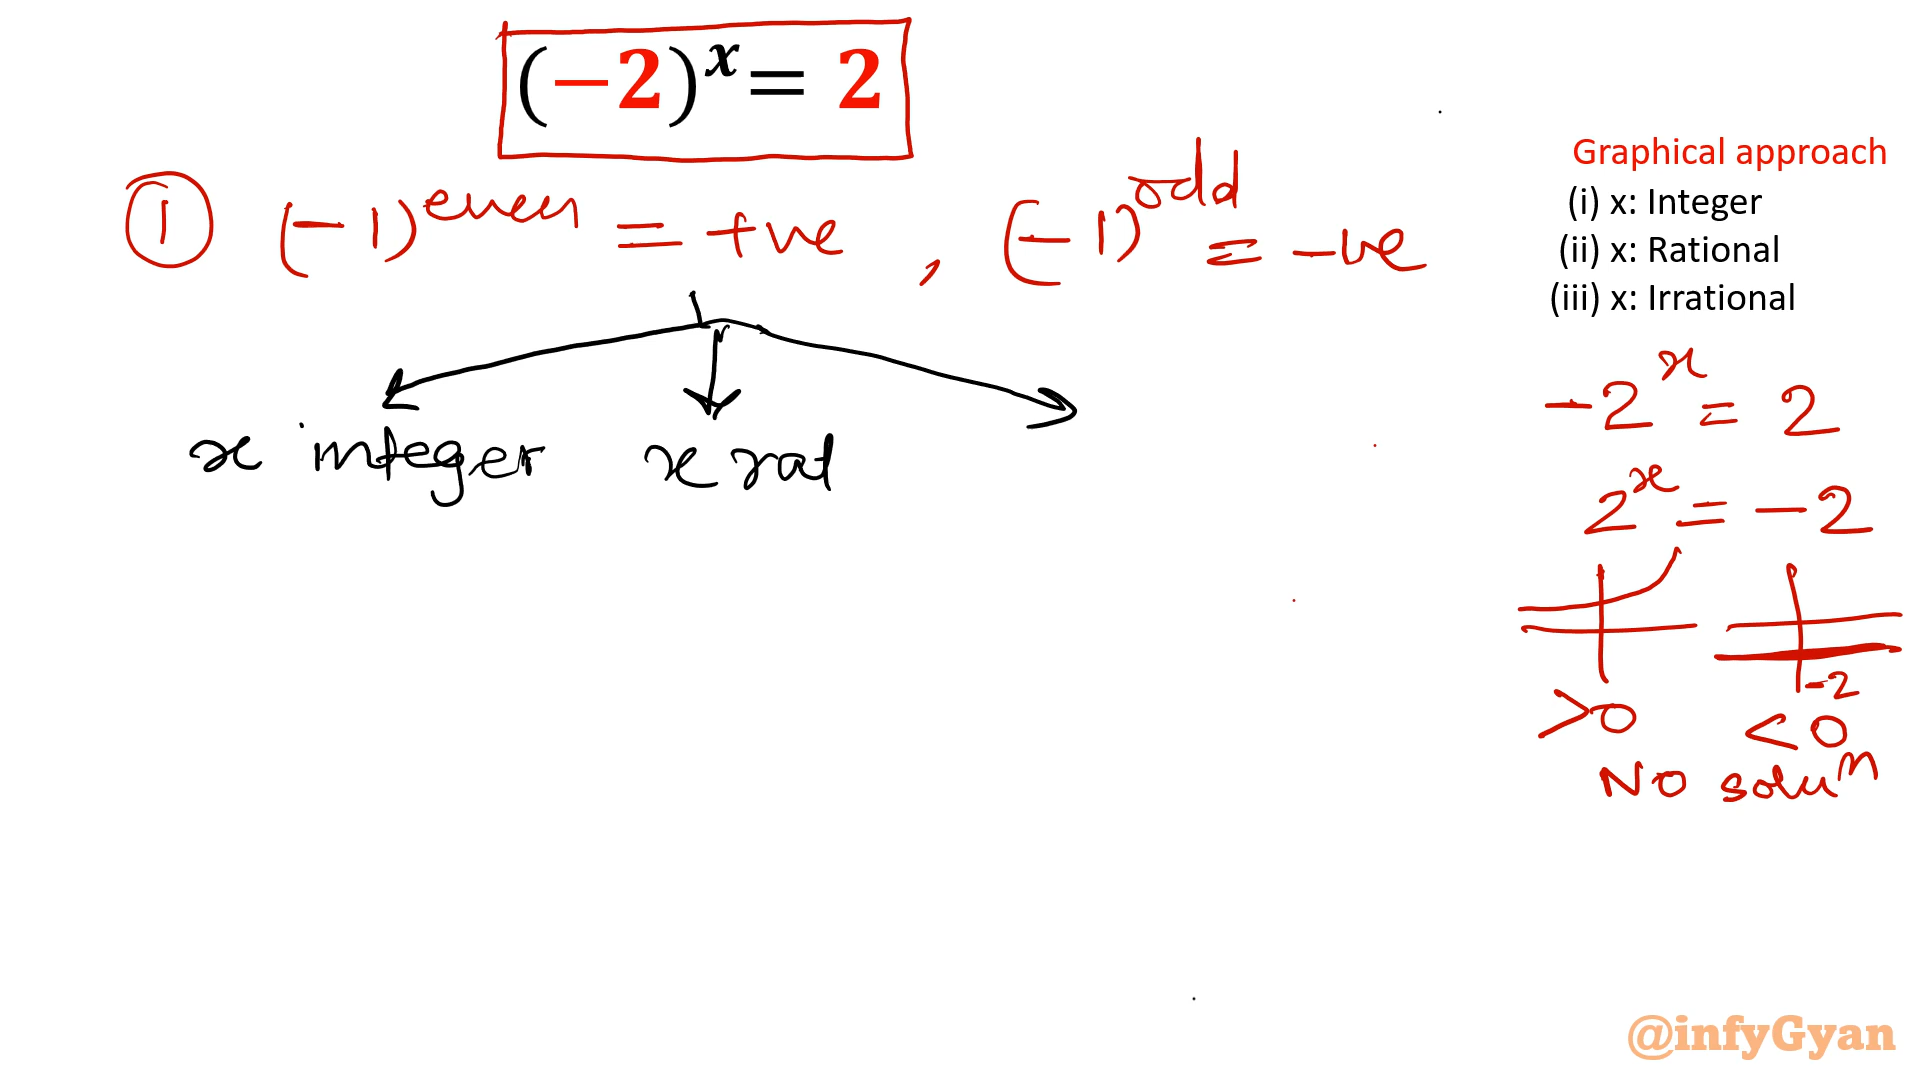 (−2)^x = 2
① (−1)^even = +ve , (−1)^odd = −ve
x integer x rat
Graphical approach
(i) x: Integer
(ii) x: Rational
(iii) x: Irrational
−2^x = 2
2^x = −2
−2
>0 <0
No solu^n
@infyGyan